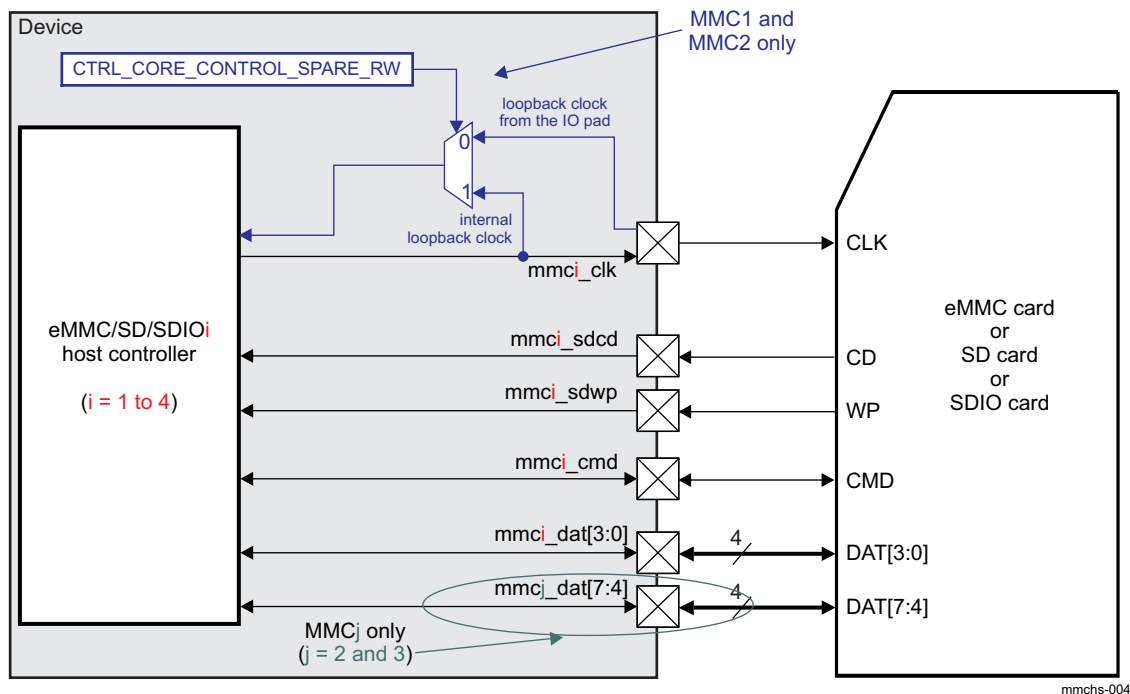 Device
MMC1 and
MMC2 only
CTRL_CORE_CONTROL_SPARE_RW
loopback clock
from the IO pad
0
1
internal
loopback clock
mmci_clk
CLK
eMMC/SD/SDIOi
host controller
(i = 1 to 4)
eMMC card
or
SD card
or
SDIO card
mmci_sdcd
CD
mmci_sdwp
WP
mmci_cmd
CMD
mmci_dat[3:0]
4
DAT[3:0]
mmcj_dat[7:4]
4
DAT[7:4]
MMCj only
(j = 2 and 3)
mmchs-004